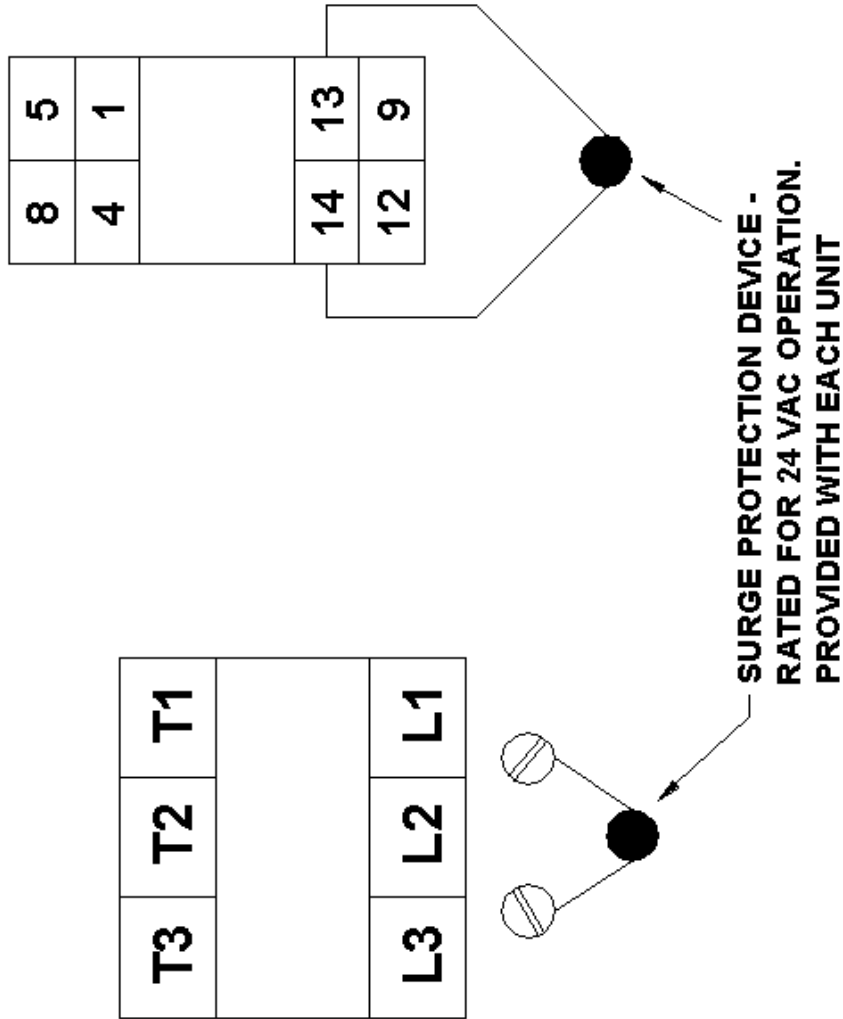 T3 T2 T1
L3 L2 L1
8 5
4 1
14 13
12 9
SURGE PROTECTION DEVICE -
RATED FOR 24 VAC OPERATION.
PROVIDED WITH EACH UNIT